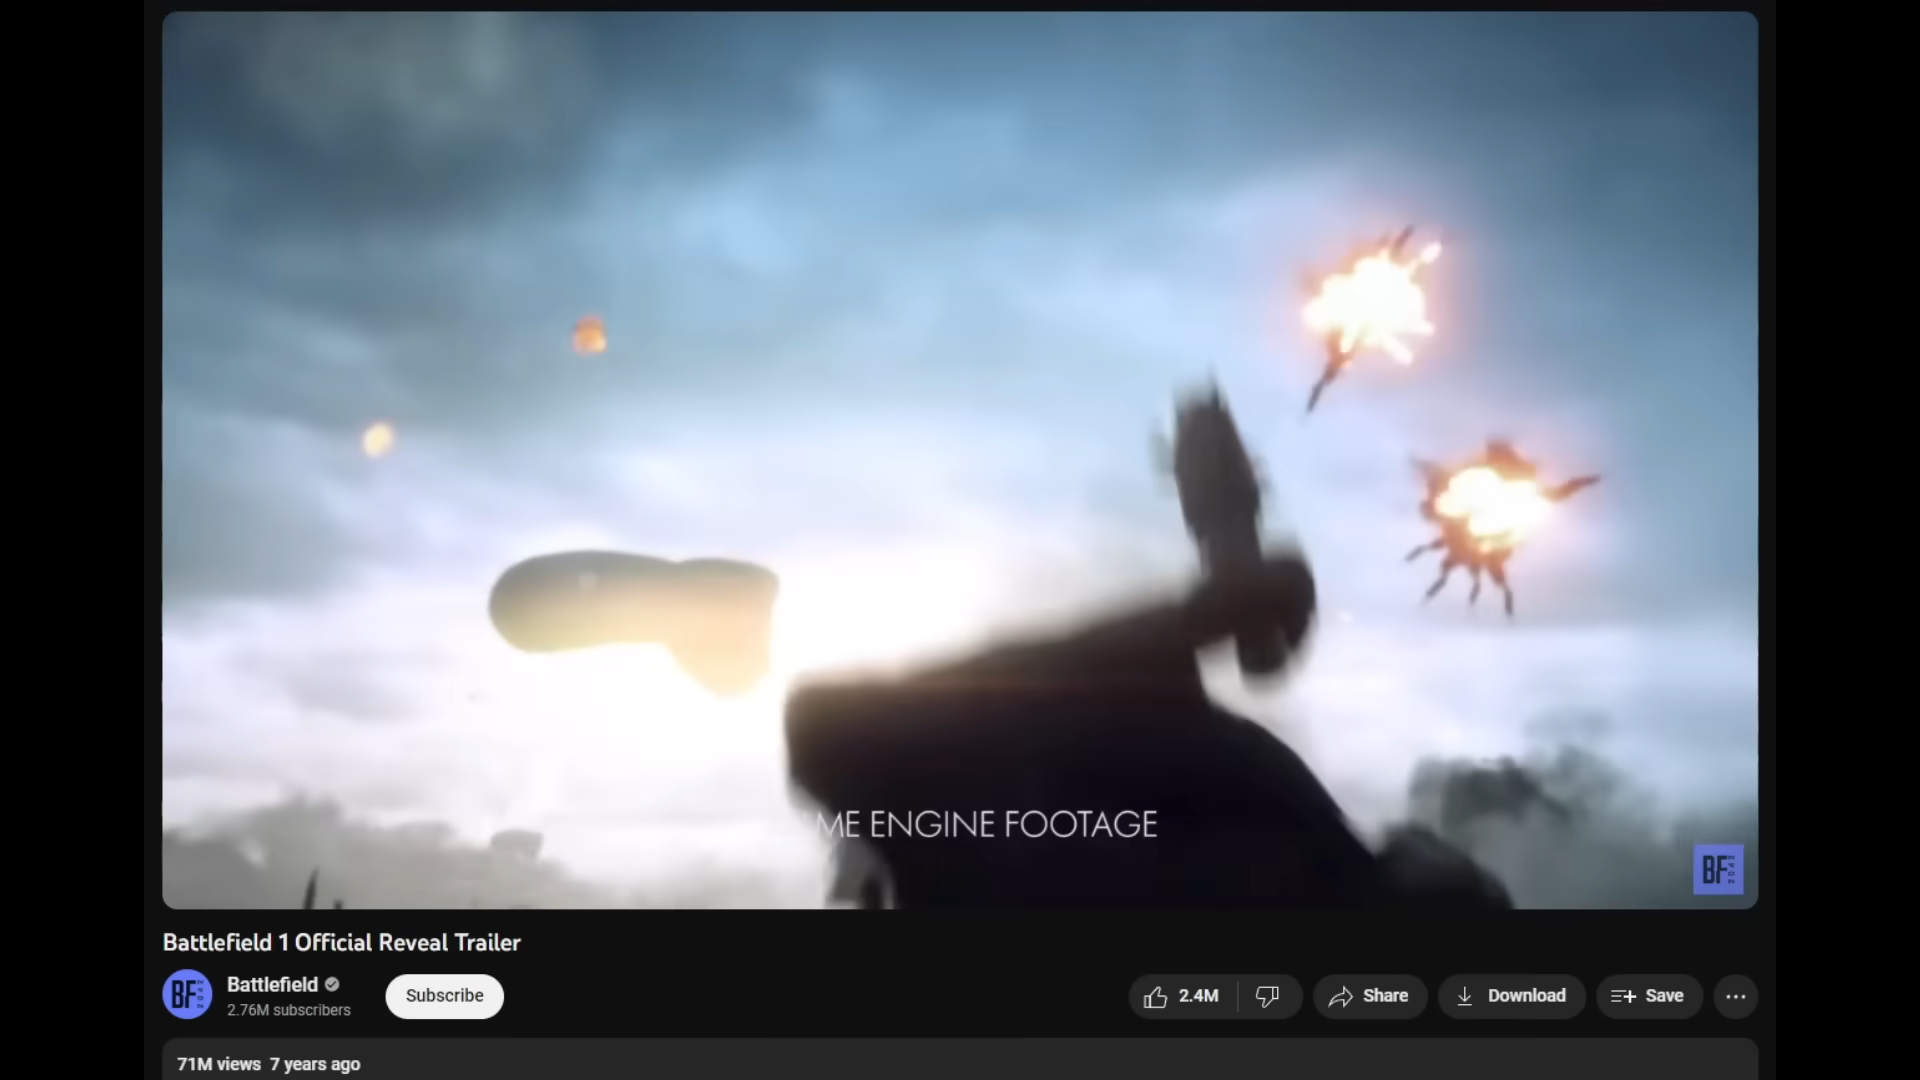 ME ENGINE FOOTAGE
BF
Battlefield 1 Official Reveal Trailer
BF
Battlefield
2.76M subscribers
Subscribe
2.4M
Share
Download
Save
71M views 7 years ago